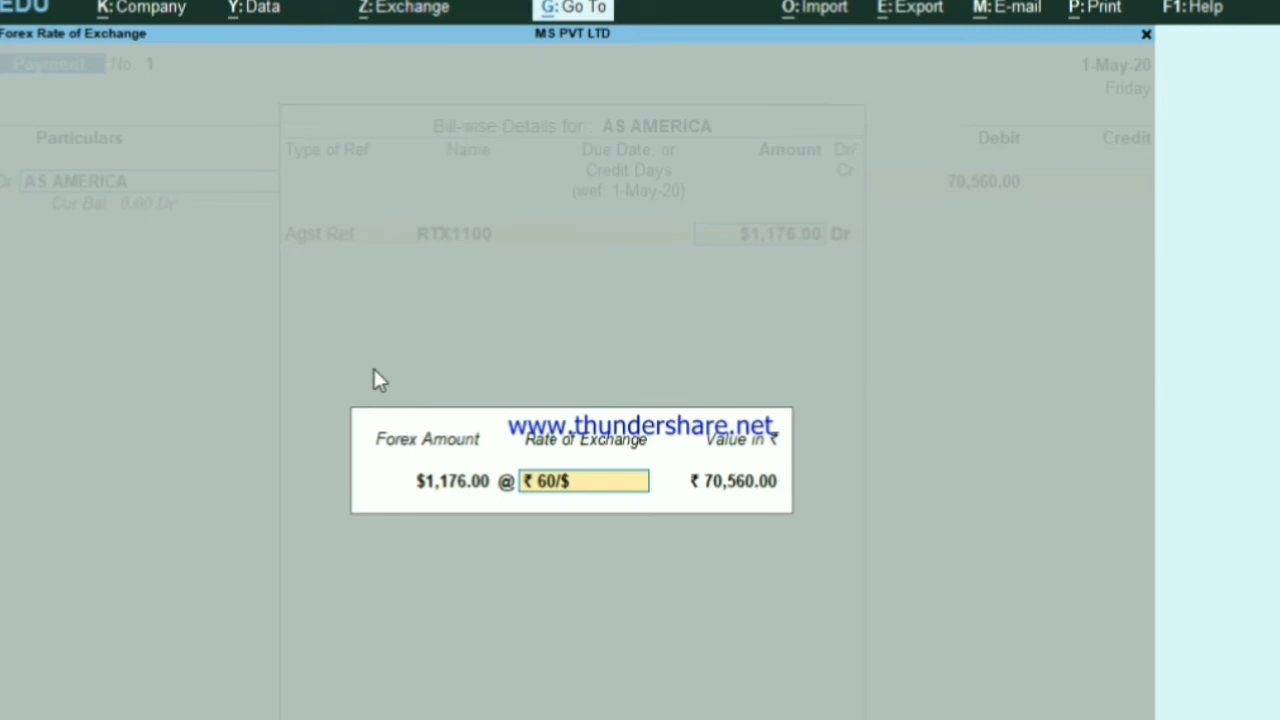 EDU K: Company Y: Data Z: Exchange G: Go To O: Import E: Export M: E-mail P: Print F1: Help
Forex Rate of Exchange MS PVT LTD ×
Payment No. 1 1-May-20
Friday
Particulars Debit Credit
Bill-wise Details for : AS AMERICA
Type of Ref Name Due Date, or Amount Dr/
Credit Days Cr
(wef. 1-May-20)
Dr AS AMERICA 70,560.00
Cur Bal: 0.00 Dr
Agst Ref RTX1100 $1,176.00 Dr
www.thundershare.net
Forex Amount Rate of Exchange Value in ₹
$1,176.00 @ ₹ 60/$ ₹ 70,560.00